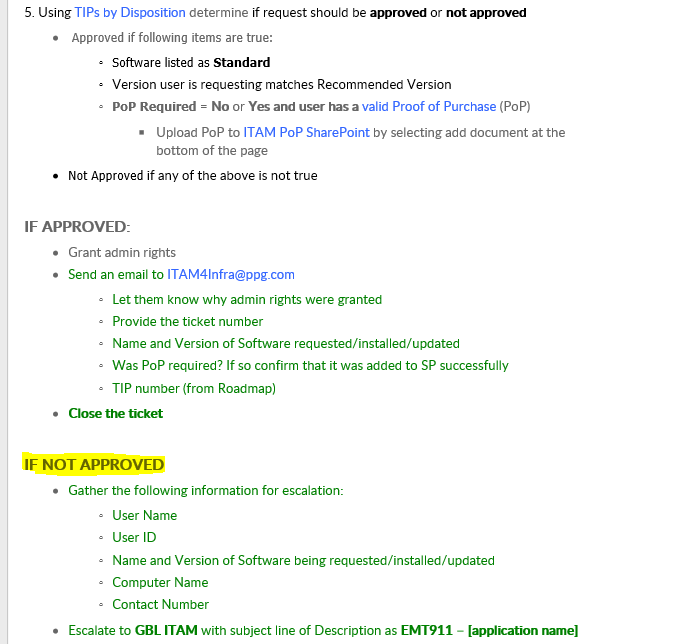 5. Using TIPs by Disposition determine if request should be approved or not approved
• Approved if following items are true:
◦ Software listed as Standard
◦ Version user is requesting matches Recommended Version
◦ PoP Required = No or Yes and user has a valid Proof of Purchase (PoP)
▪ Upload PoP to ITAM PoP SharePoint by selecting add document at the
bottom of the page
• Not Approved if any of the above is not true
IF APPROVED:
• Grant admin rights
• Send an email to ITAM4Infra@ppg.com
◦ Let them know why admin rights were granted
◦ Provide the ticket number
◦ Name and Version of Software requested/installed/updated
◦ Was PoP required? If so confirm that it was added to SP successfully
◦ TIP number (from Roadmap)
• Close the ticket
IF NOT APPROVED
• Gather the following information for escalation:
◦ User Name
◦ User ID
◦ Name and Version of Software being requested/installed/updated
◦ Computer Name
◦ Contact Number
• Escalate to GBL ITAM with subject line of Description as EMT911 – [application name]